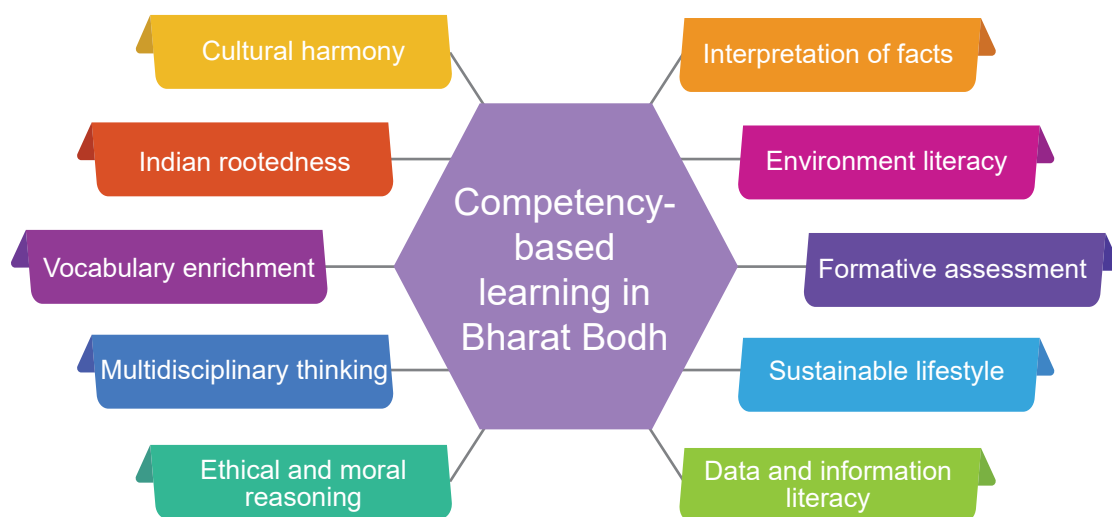 Cultural harmony
Indian rootedness
Vocabulary enrichment
Multidisciplinary thinking
Ethical and moral
reasoning
Competency-
based
learning in
Bharat Bodh
Interpretation of facts
Environment literacy
Formative assessment
Sustainable lifestyle
Data and information
literacy